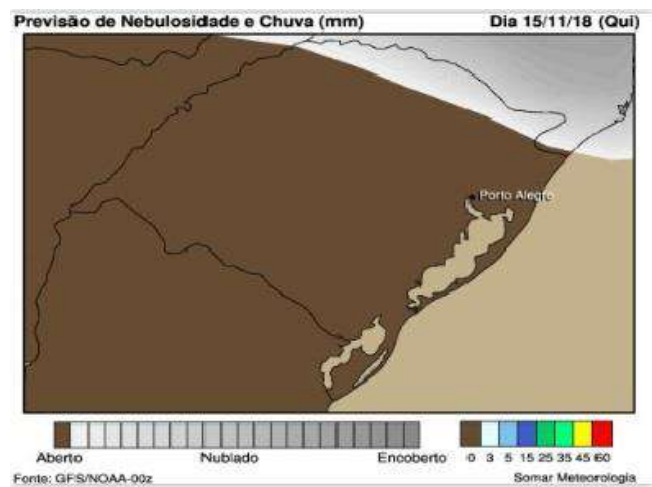 Previsão de Nebulosidade e Chuva (mm) Dia 15/11/18 (Qui)
Porto Alegre
Aberto Nublado Encoberto 0 3 5 15 25 35 45 60
Fonte: GFS/NOAA-00z Somar Meteorologia